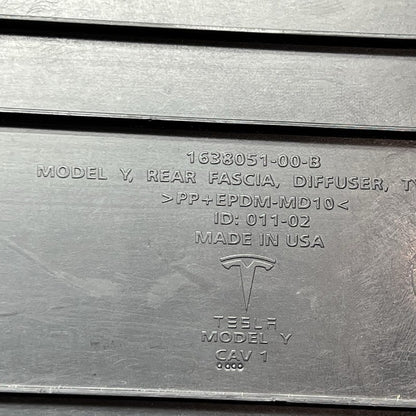 1638051-00-B
MODEL Y, REAR FASCIA, DIFFUSER,
>PP+EPDM-MD10<
ID: 011-02
MADE IN USA
TESLA
MODEL Y
CAV 1